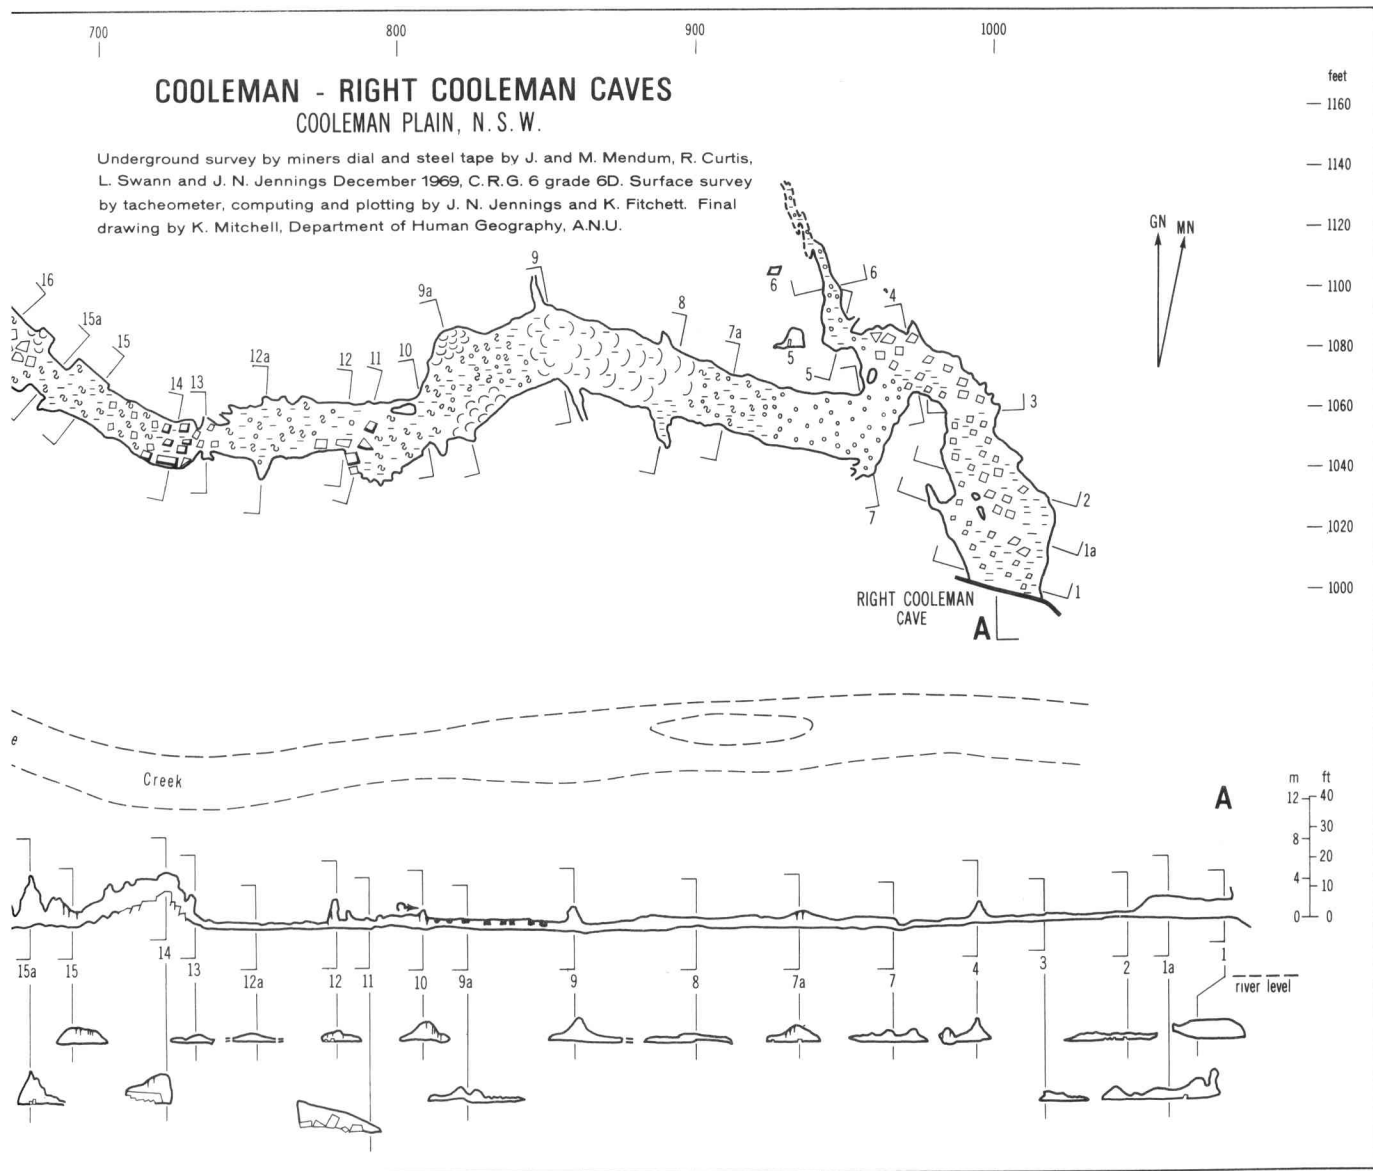 700 800 900 1000
feet
COOLEMAN - RIGHT COOLEMAN CAVES
COOLEMAN PLAIN, N.S.W.
Underground survey by miners dial and steel tape by J. and M. Mendum, R. Curtis,
L. Swann and J. N. Jennings December 1969, C.R.G. 6 grade 6D. Surface survey
by tacheometer, computing and plotting by J. N. Jennings and K. Fitchett. Final
drawing by K. Mitchell, Department of Human Geography, A.N.U.
1160
1140
1120
1100
1080
1060
1040
1020
1000
GN MN
16
15a
15
14 13
12a
12 11
10
9a
9
8
7a
6 6
5
5
4
3
7
2
1a
1
RIGHT COOLEMAN
CAVE
A
e
Creek
A
m ft
12 40
30
8
20
4 10
0 0
15a 15 14 13 12a 12 11 10 9a 9 8 7a 7 4 3 2 1a 1
river level